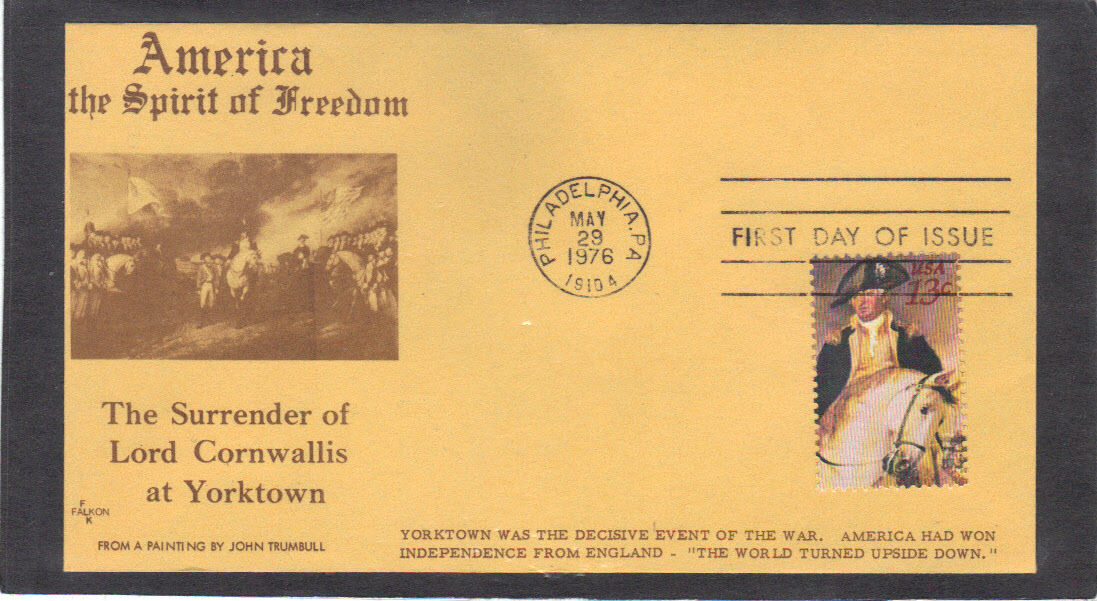 America
the Spirit of Freedom
PHILADELPHIA, PA
MAY
29
1976
19104
FIRST DAY OF ISSUE
USA
13c
The Surrender of
Lord Cornwallis
at Yorktown
F
FALKON
K
FROM A PAINTING BY JOHN TRUMBULL
YORKTOWN WAS THE DECISIVE EVENT OF THE WAR. AMERICA HAD WON
INDEPENDENCE FROM ENGLAND - "THE WORLD TURNED UPSIDE DOWN."